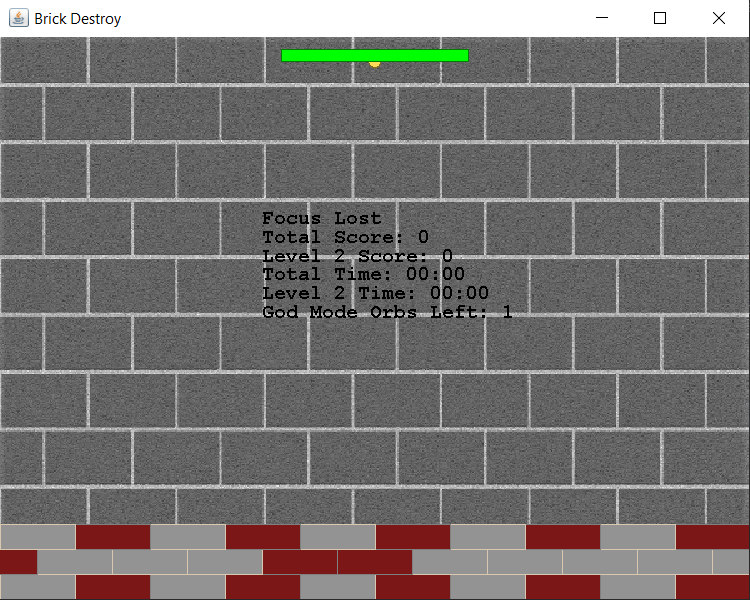 Brick Destroy
Focus Lost
Total Score: 0
Level 2 Score: 0
Total Time: 00:00
Level 2 Time: 00:00
God Mode Orbs Left: 1